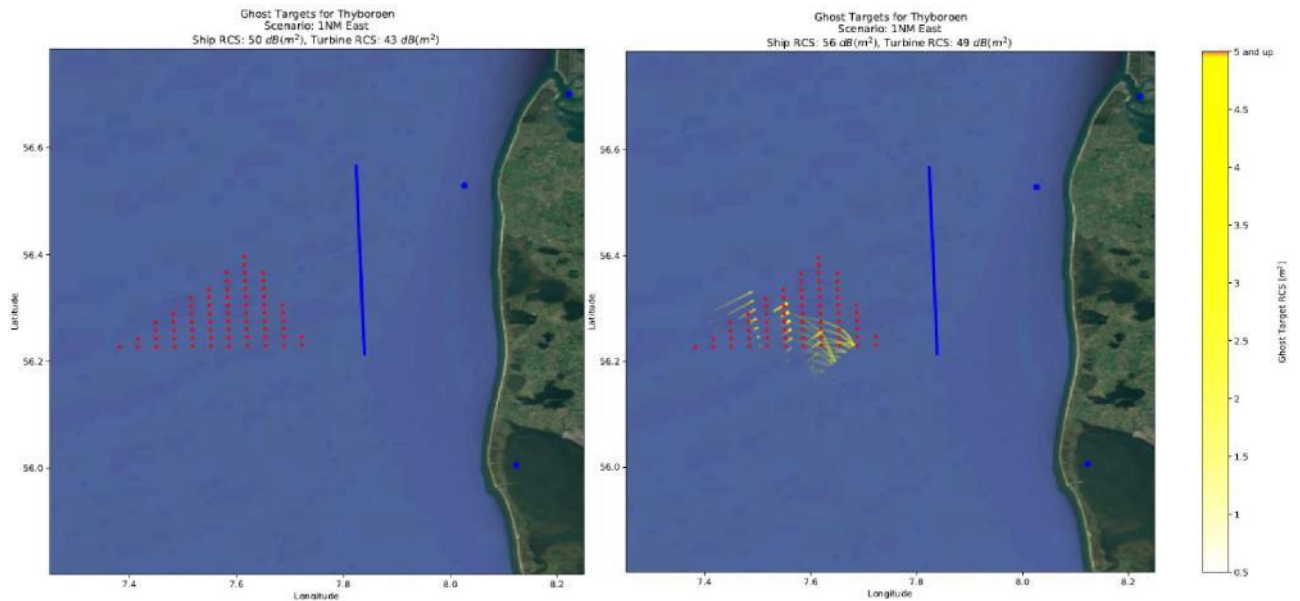 Ghost Targets for Thyboroen
Scenario: 1NM East
Ship RCS: 50 dB(m²), Turbine RCS: 43 dB(m²)
56.6
56.4
56.2
56.0
Latitude
7.4
7.6
7.8
8.0
8.2
Longitude
Ghost Targets for Thyboroen
Scenario: 1NM East
Ship RCS: 56 dB(m²), Turbine RCS: 49 dB(m²)
56.6
56.4
56.2
56.0
Latitude
7.4
7.6
7.8
8.0
8.2
Longitude
5 and up
4.5
4
3.5
3
2.5
2
1.5
1
0.5
Ghost Target RCS [m²]